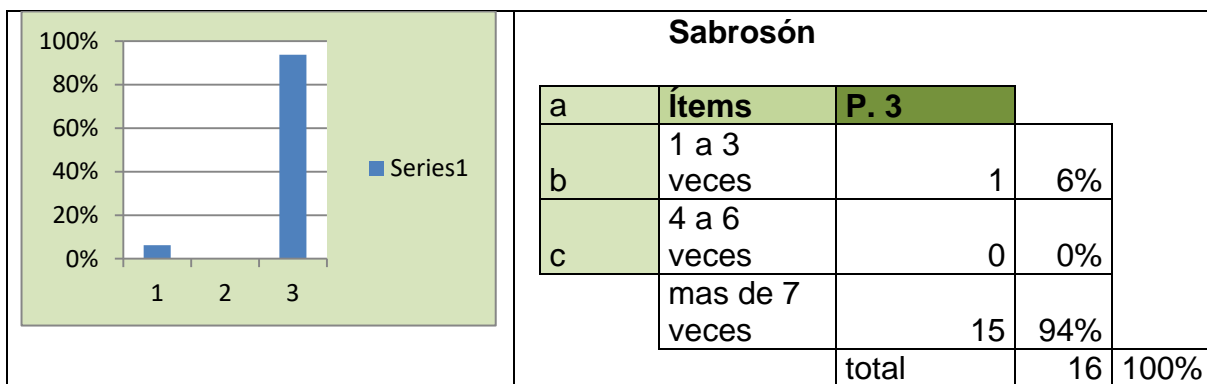 100%
80%
60%
40%
20%
0%
1 2 3
Series1
Sabrosón
a Ítems P. 3
1 a 3
b veces 1 6%
4 a 6
c veces 0 0%
mas de 7
veces 15 94%
total 16 100%